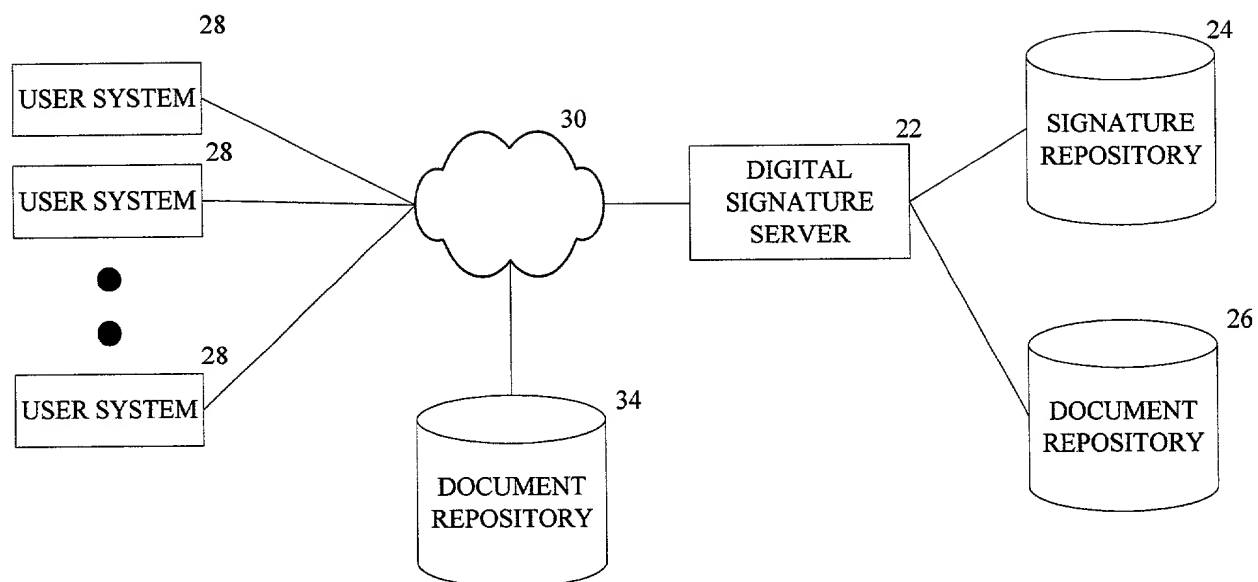 28
USER SYSTEM
28
USER SYSTEM
28
USER SYSTEM
30
34
DOCUMENT
REPOSITORY
22
DIGITAL
SIGNATURE
SERVER
24
SIGNATURE
REPOSITORY
26
DOCUMENT
REPOSITORY